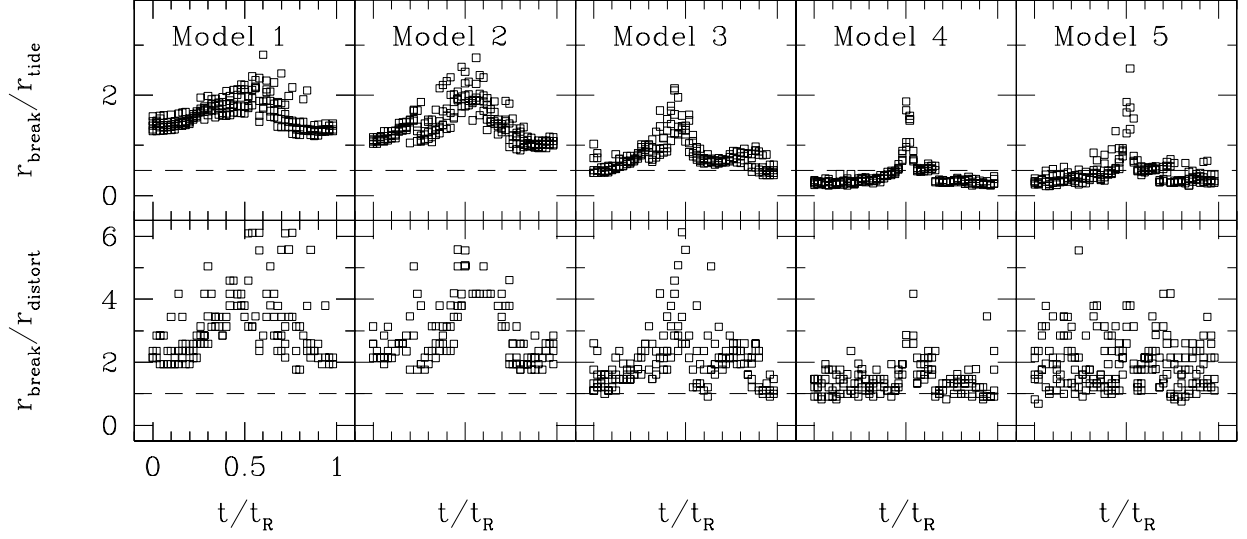 Model 1 Model 2 Model 3 Model 4 Model 5
r_break/r_tide
2
0
r_break/r_distort
6
4
2
0
0 0.5 1
t/t_R t/t_R t/t_R t/t_R t/t_R